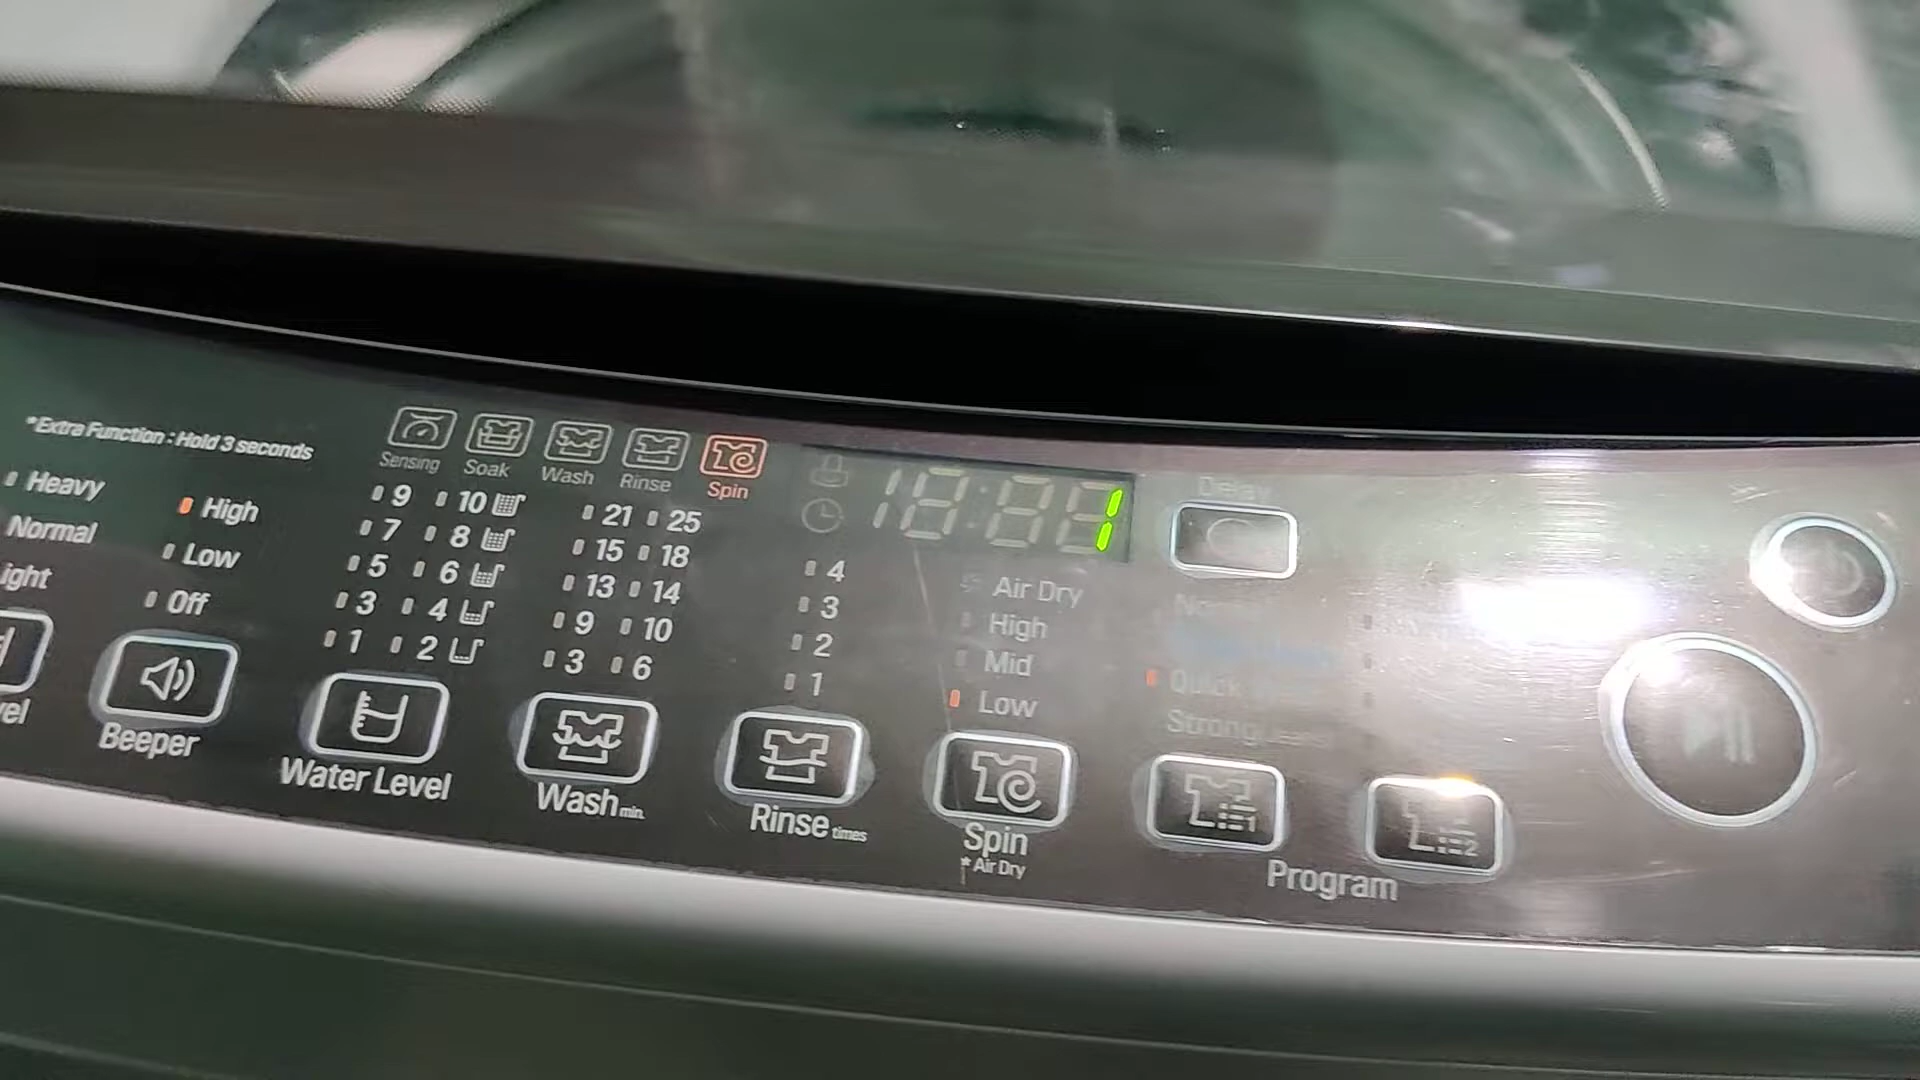 *Extra Function : Hold 3 seconds
Sensing Soak Wash Rinse Spin
Heavy
Normal
ight
High
Low
Off
9 10
7 8
5 6
3 4
1 2
21 25
15 18
13 14
9 10
3 6
4
3
2
1
1
Air Dry
High
Mid
Low
Delay
Quick
Strong
vel
Beeper
Water Level
Wash min.
Rinse times
Spin
* Air Dry
Program